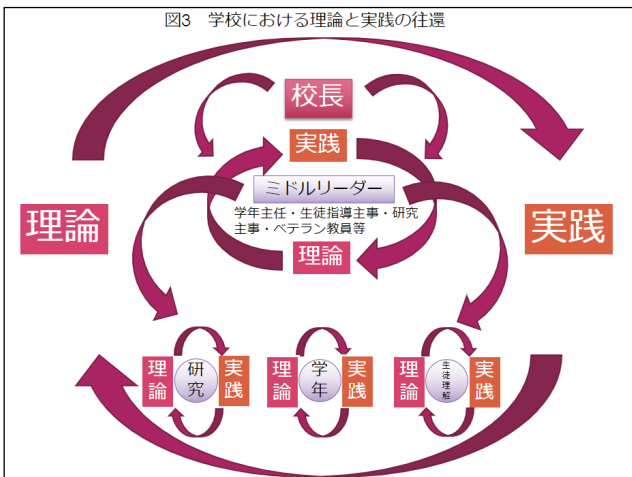 図3 学校における理論と実践の往還
校長
実践
ミドルリーダー
学年主任・生徒指導主事・研究
主事・ベテラン教員等
理論
理論
実践
理論
研究
実践
理論
学年
実践
理論
生徒理解
実践